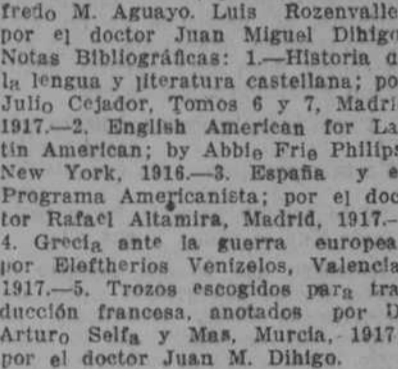 fredo M. Aguayo. Luis Rozenvalle
por el doctor Juan Miguel Dihigo
Notas Bibliográficas: 1.—Historia d
la lengua y literatura castellana; po
Julio Cejador, Tomos 6 y 7, Madri
1917.—2. English American for La
tin American; by Abbie Frie Philips
New York, 1916.—3. España y e
Programa Americanista; por el doc
tor Rafael Altamira, Madrid, 1917.-
4. Grecia ante la guerra europea
por Eleftherios Venizelos, Valencia
1917.—5. Trozos escogidos para tra
ducción francesa, anotados por D
Arturo Selfa y Mas, Murcia, 1917
por el doctor Juan M. Dihigo.